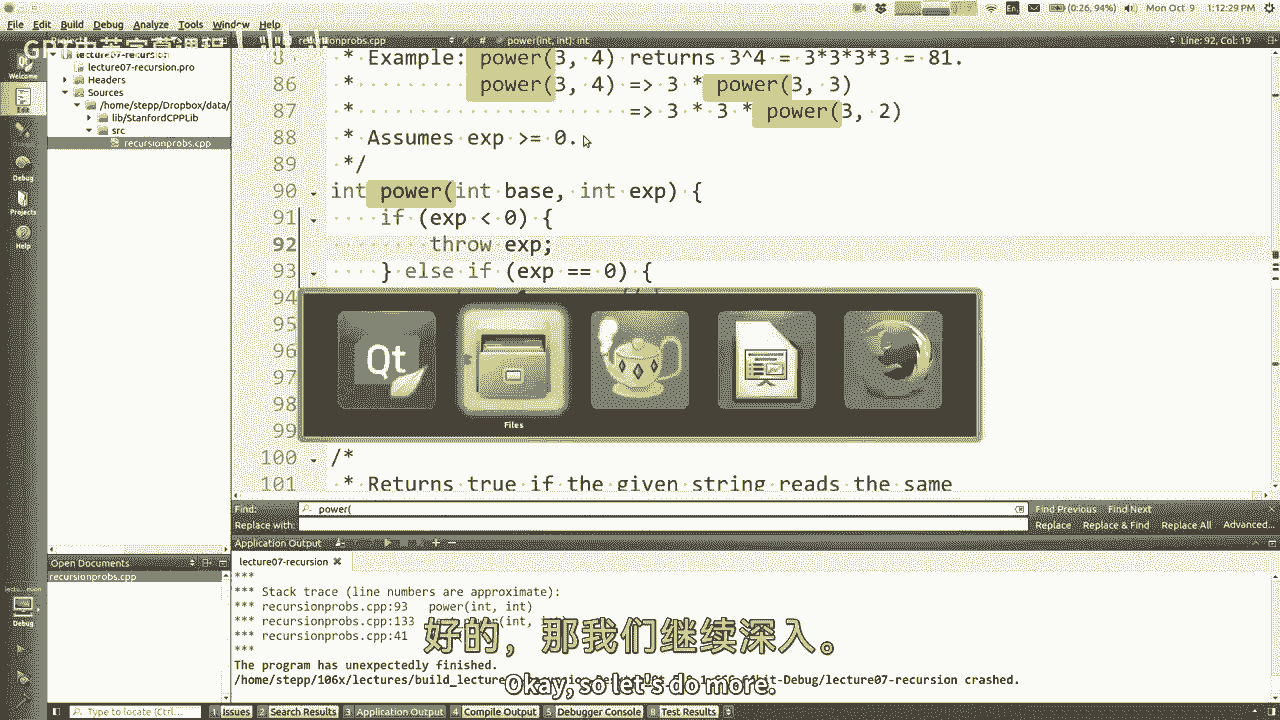 File Edit Build Debug Analyze Tools Window Help
(0:26, 94%) Mon Oct 9 1:12:29 PM
En
GPT中英字幕课程
recursionprobs.cpp power(int, int): int Line: 92, Col: 19
Welcome
Edit
Debug
Projects
Help
lecture07-recursion
lecture07-recursion.pro
Headers
Sources
/home/stepp/Dropbox/data/
lib/StanfordCPPLib
src
recursionprobs.cpp
* Example: power(3, 4) returns 3^4 = 3*3*3*3 = 81.
86 * power(3, 4) => 3 * power(3, 3)
87 * => 3 * 3 * power(3, 2)
88 * Assumes exp >= 0.
89 */
90 int power(int base, int exp) {
91 if (exp < 0) {
92 throw exp;
93 } else if (exp == 0) {
94
95
96
97
98
99
100 /*
101 * Returns true if the given string reads the same
Qt
Files
Find: power(
Find Previous Find Next
Replace with:
Replace Replace & Find Replace All Advanced...
Application Output
Open Documents
recursionprobs.cpp
lecture07-recursion
***
*** Stack trace (line numbers are approximate):
*** recursionprobs.cpp:93 power(int, int)
*** recursionprobs.cpp:133
*** recursionprobs.cpp:41
***
The program has unexpectedly finished.
/home/stepp/106x/lectures/build_lecture
-Debug/lecture07-recursion crashed.
好的，那我们继续深入。
Okay, so let's do more.
Debug
Type to locate (Ctrl... 1 Issues 2 Search Results 3 Application Output 4 Compile Output 5 Debugger Console 8 Test Results